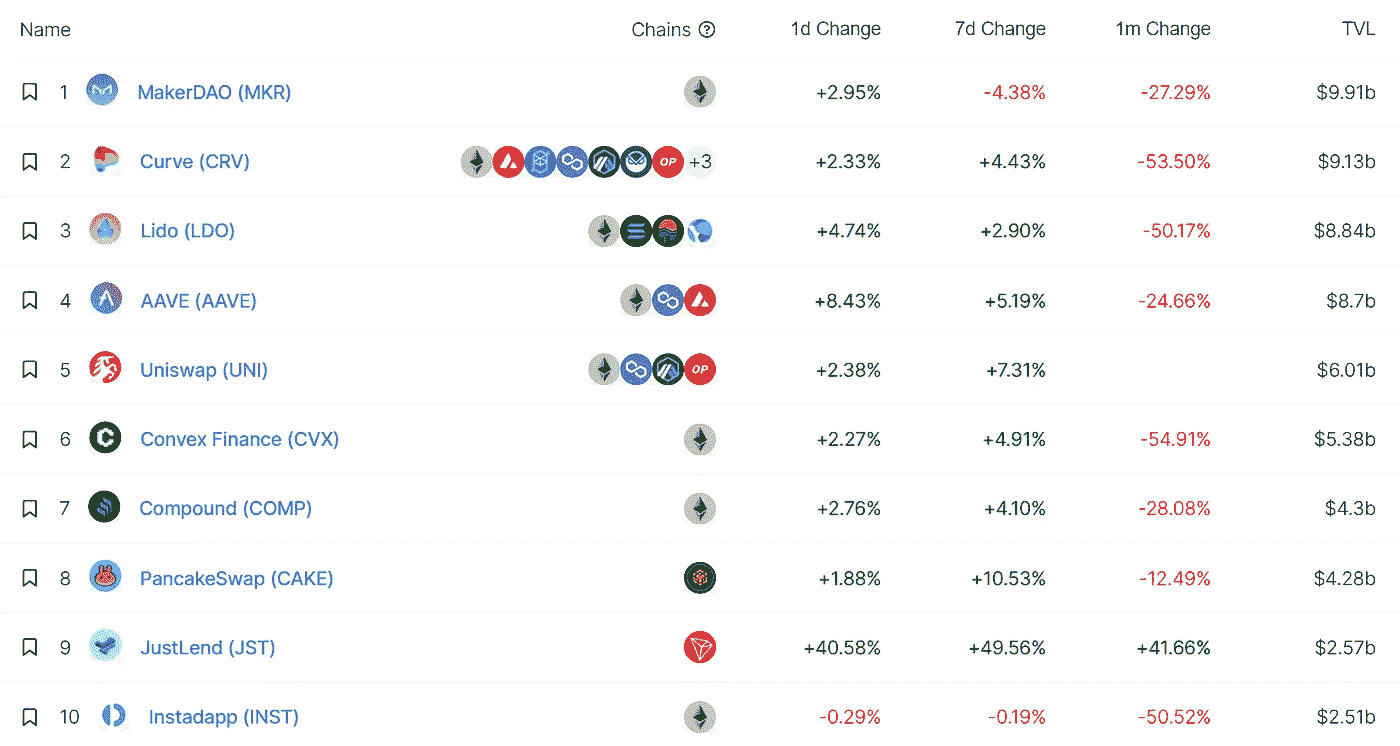 Name Chains ? 1d Change 7d Change 1m Change TVL
1 MakerDAO (MKR) +2.95% -4.38% -27.29% $9.91b
2 Curve (CRV) OP +3 +2.33% +4.43% -53.50% $9.13b
3 Lido (LDO) +4.74% +2.90% -50.17% $8.84b
4 AAVE (AAVE) +8.43% +5.19% -24.66% $8.7b
5 Uniswap (UNI) OP +2.38% +7.31% $6.01b
6 Convex Finance (CVX) +2.27% +4.91% -54.91% $5.38b
7 Compound (COMP) +2.76% +4.10% -28.08% $4.3b
8 PancakeSwap (CAKE) +1.88% +10.53% -12.49% $4.28b
9 JustLend (JST) +40.58% +49.56% +41.66% $2.57b
10 Instadapp (INST) -0.29% -0.19% -50.52% $2.51b